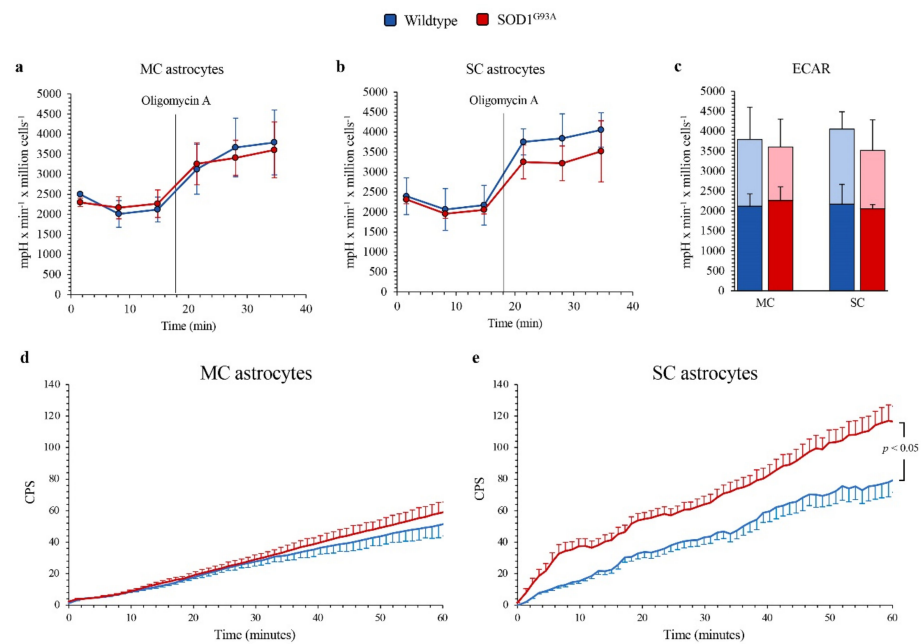 Wildtype SOD1ᴳ⁹³ᴬ
a MC astrocytes
Oligomycin A
mpH x min⁻¹ x million cells⁻¹
5000
4500
4000
3500
3000
2500
2000
1500
1000
500
0
0 10 20 30 40
Time (min)
b SC astrocytes
Oligomycin A
mpH x min⁻¹ x million cells⁻¹
5000
4500
4000
3500
3000
2500
2000
1500
1000
500
0
0 10 20 30 40
Time (min)
c ECAR
mpH x min⁻¹ x million cells⁻¹
5000
4500
4000
3500
3000
2500
2000
1500
1000
500
0
MC SC
d MC astrocytes
CPS
140
120
100
80
60
40
20
0
0 10 20 30 40 50 60
Time (minutes)
e SC astrocytes
CPS
140
120
100
80
60
40
20
0
0 10 20 30 40 50 60
Time (minutes)
p < 0.05